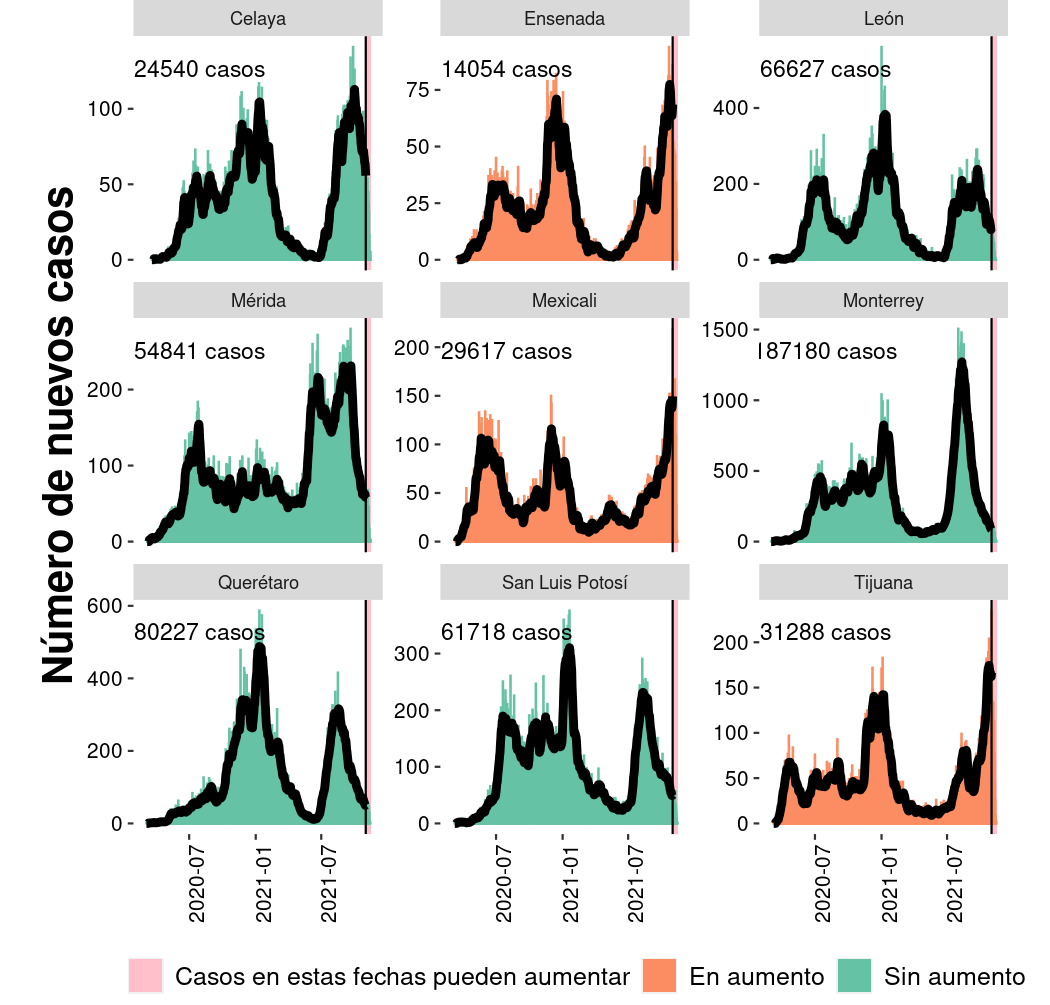 Número de nuevos casos
Celaya
24540 casos
100
50
0
Ensenada
14054 casos
75
50
25
0
León
66627 casos
400
200
0
Mérida
54841 casos
200
100
0
Mexicali
29617 casos
200
150
100
50
0
Monterrey
187180 casos
1500
1000
500
0
Querétaro
80227 casos
600
400
200
0
2020-07
2021-01
2021-07
San Luis Potosí
61718 casos
300
200
100
0
2020-07
2021-01
2021-07
Tijuana
31288 casos
200
150
100
50
0
2020-07
2021-01
2021-07
Casos en estas fechas pueden aumentar
En aumento
Sin aumento